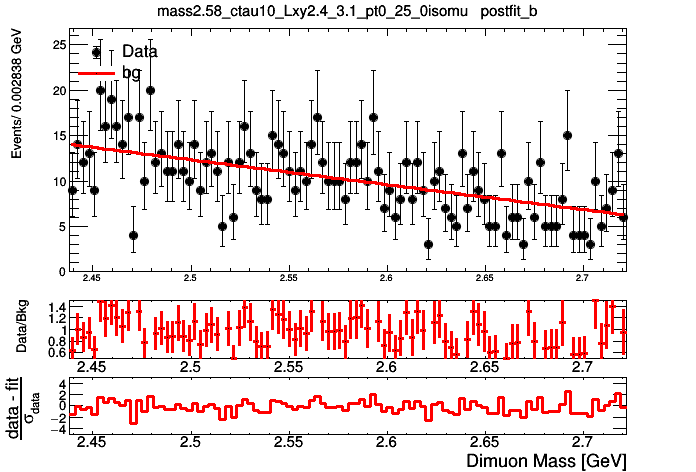 mass2.58_ctau10_Lxy2.4_3.1_pt0_25_0isomu postfit_b
Events/ 0.002838 GeV
25
20
15
10
5
0
Data
bg
2.45 2.5 2.55 2.6 2.65 2.7
Data/Bkg
1.4
1.2
1
0.8
0.6
2.45 2.5 2.55 2.6 2.65 2.7
data - fit
σdata
4
2
0
−2
−4
2.45 2.5 2.55 2.6 2.65 2.7
Dimuon Mass [GeV]